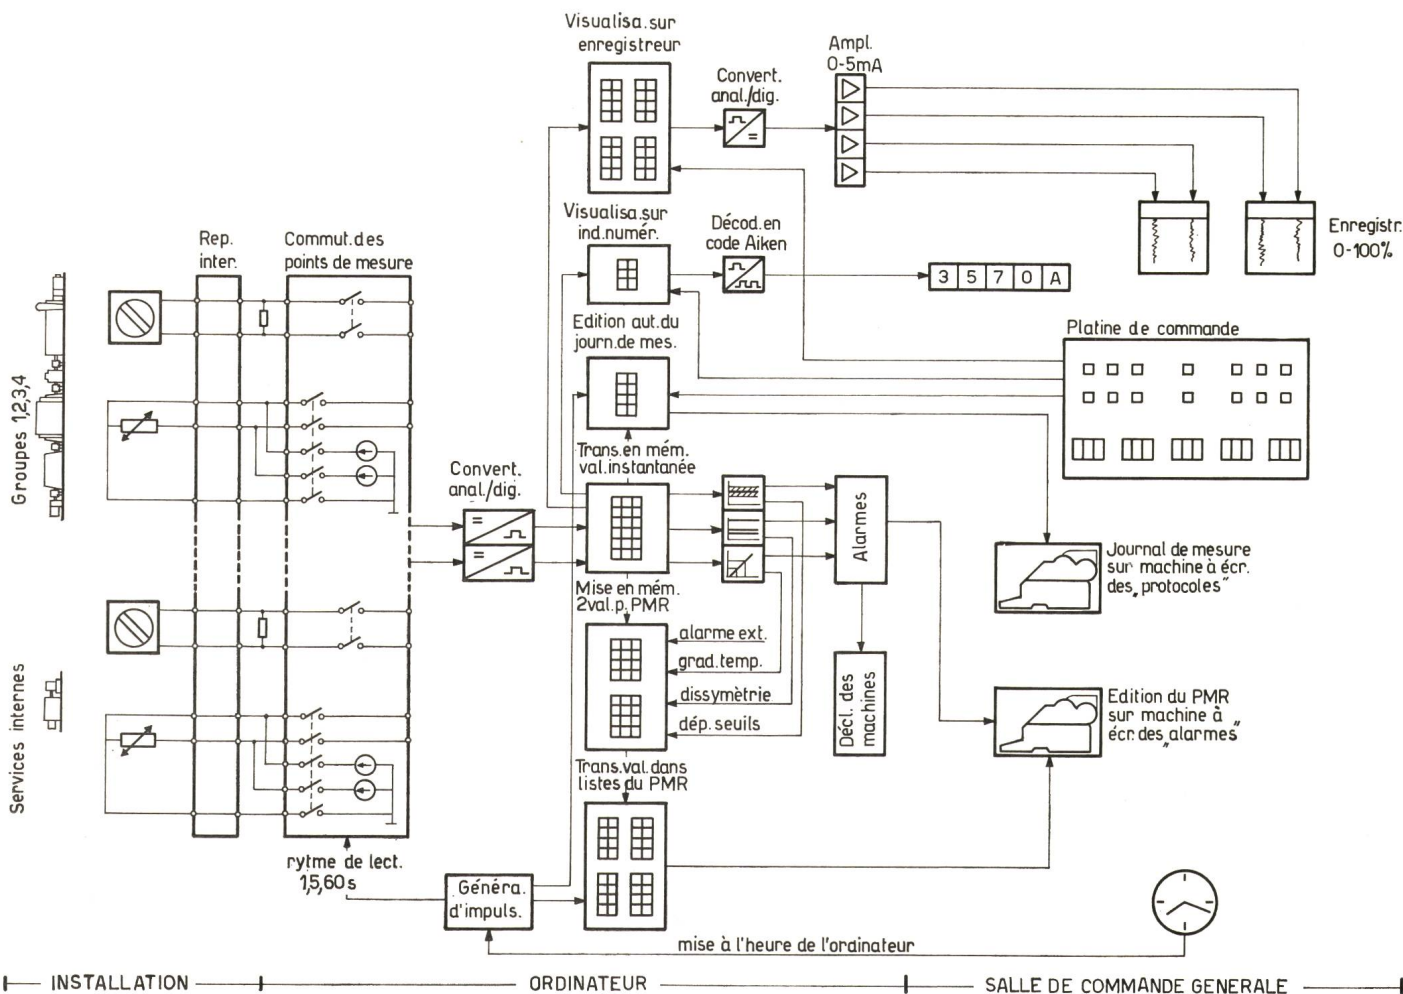 Visualisa.sur
enregistreur
Convert.
anal./dig.
Ampl.
0-5mA
Enregistr.
0-100%
Visualisa.sur
ind.numér.
Décod.en
code Aiken
3 5 7 0 A
Rep.
inter.
Commut.des
points de mesure
Edition aut.du
journ.de mes.
Platine de commande
Groupes 1,2,3,4
Trans.en mém.
val.instantanée
Convert.
anal./dig.
Alarmes
Journal de mesure
sur machine à écr.
des „protocoles”
Mise en mém.
2val.p.PMR
alarme ext.
grad.temp.
dissymètrie
dép.seuils
Décl. des
machines
Edition du PMR
sur machine à
écr.des „alarmes”
Services internes
Trans.val.dans
listes du PMR
rytme de lect.
1,5,60s
Généra.
d'impuls.
mise à l'heure de l'ordinateur
INSTALLATION
ORDINATEUR
SALLE DE COMMANDE GENERALE